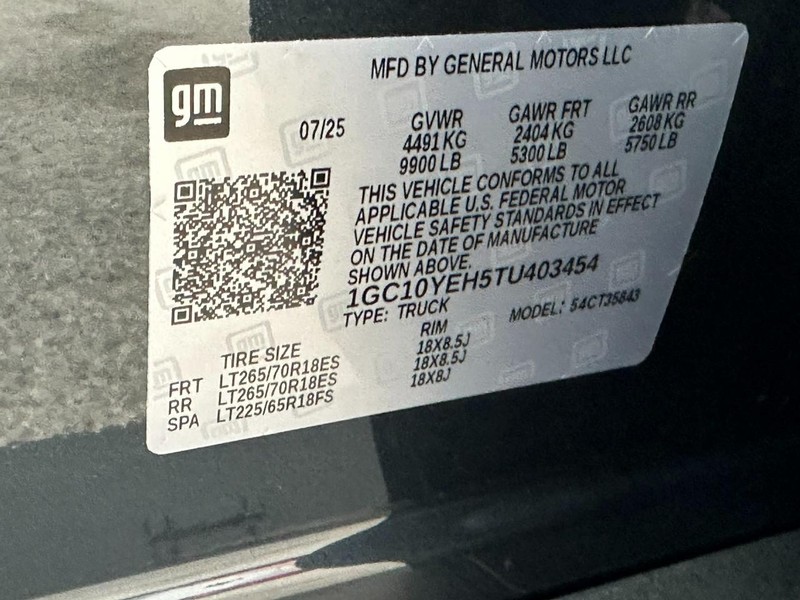 MFD BY GENERAL MOTORS LLC
gm
07/25
GVWR GAWR FRT GAWR RR
4491 KG 2404 KG 2608 KG
9900 LB 5300 LB 5750 LB
THIS VEHICLE CONFORMS TO ALL
APPLICABLE U.S. FEDERAL MOTOR
VEHICLE SAFETY STANDARDS IN EFFECT
ON THE DATE OF MANUFACTURE
SHOWN ABOVE.
1GC10YEH5TU403454
TYPE: TRUCK MODEL: 54CT35843
TIRE SIZE RIM
FRT LT265/70R18ES 18X8.5J
RR LT265/70R18ES 18X8.5J
SPA LT225/65R18FS 18X8J